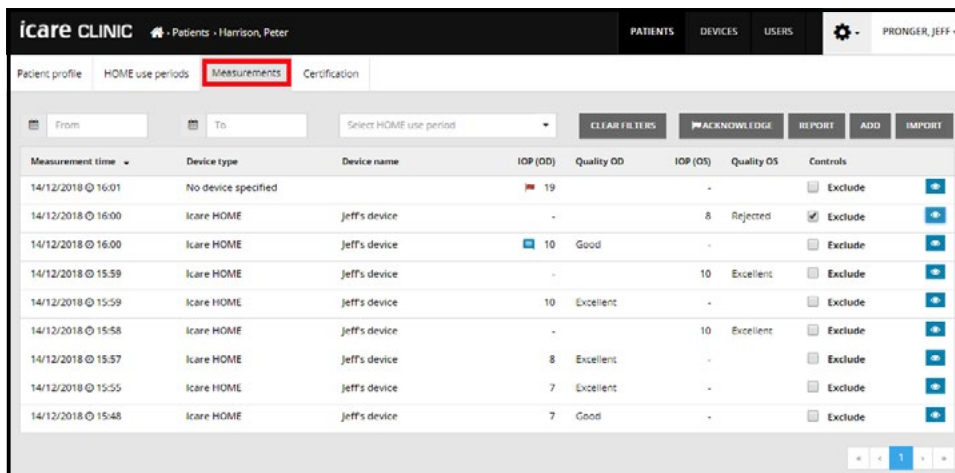 icare CLINIC Patients › Harrison, Peter PATIENTS DEVICES USERS PRONGER, JEFF
Patient profile HOME use periods Measurements Certification
From To Select HOME use period CLEAR FILTERS ACKNOWLEDGE REPORT ADD IMPORT
Measurement time Device type Device name IOP (OD) Quality OD IOP (OS) Quality OS Controls
14/12/2018 16:01 No device specified 19 - Exclude
14/12/2018 16:00 Icare HOME Jeff's device - 8 Rejected Exclude
14/12/2018 16:00 Icare HOME Jeff's device 10 Good - Exclude
14/12/2018 15:59 Icare HOME Jeff's device - 10 Excellent Exclude
14/12/2018 15:59 Icare HOME Jeff's device 10 Excellent - Exclude
14/12/2018 15:58 Icare HOME Jeff's device - 10 Excellent Exclude
14/12/2018 15:57 Icare HOME Jeff's device 8 Excellent - Exclude
14/12/2018 15:55 Icare HOME Jeff's device 7 Excellent - Exclude
14/12/2018 15:48 Icare HOME Jeff's device 7 Good - Exclude
« ‹ 1 › »